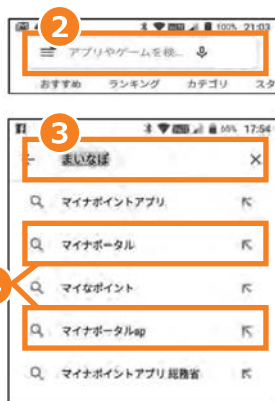 2
100% 21:03
アプリやゲームを検...
おすすめ ランキング カテゴリ スタ
3
65% 17:54
まいなぽ ×
マイナポイントアプリ
マイナポータル
マイなポイント
マイナポータルap
マイナポイントアプリ 総務省